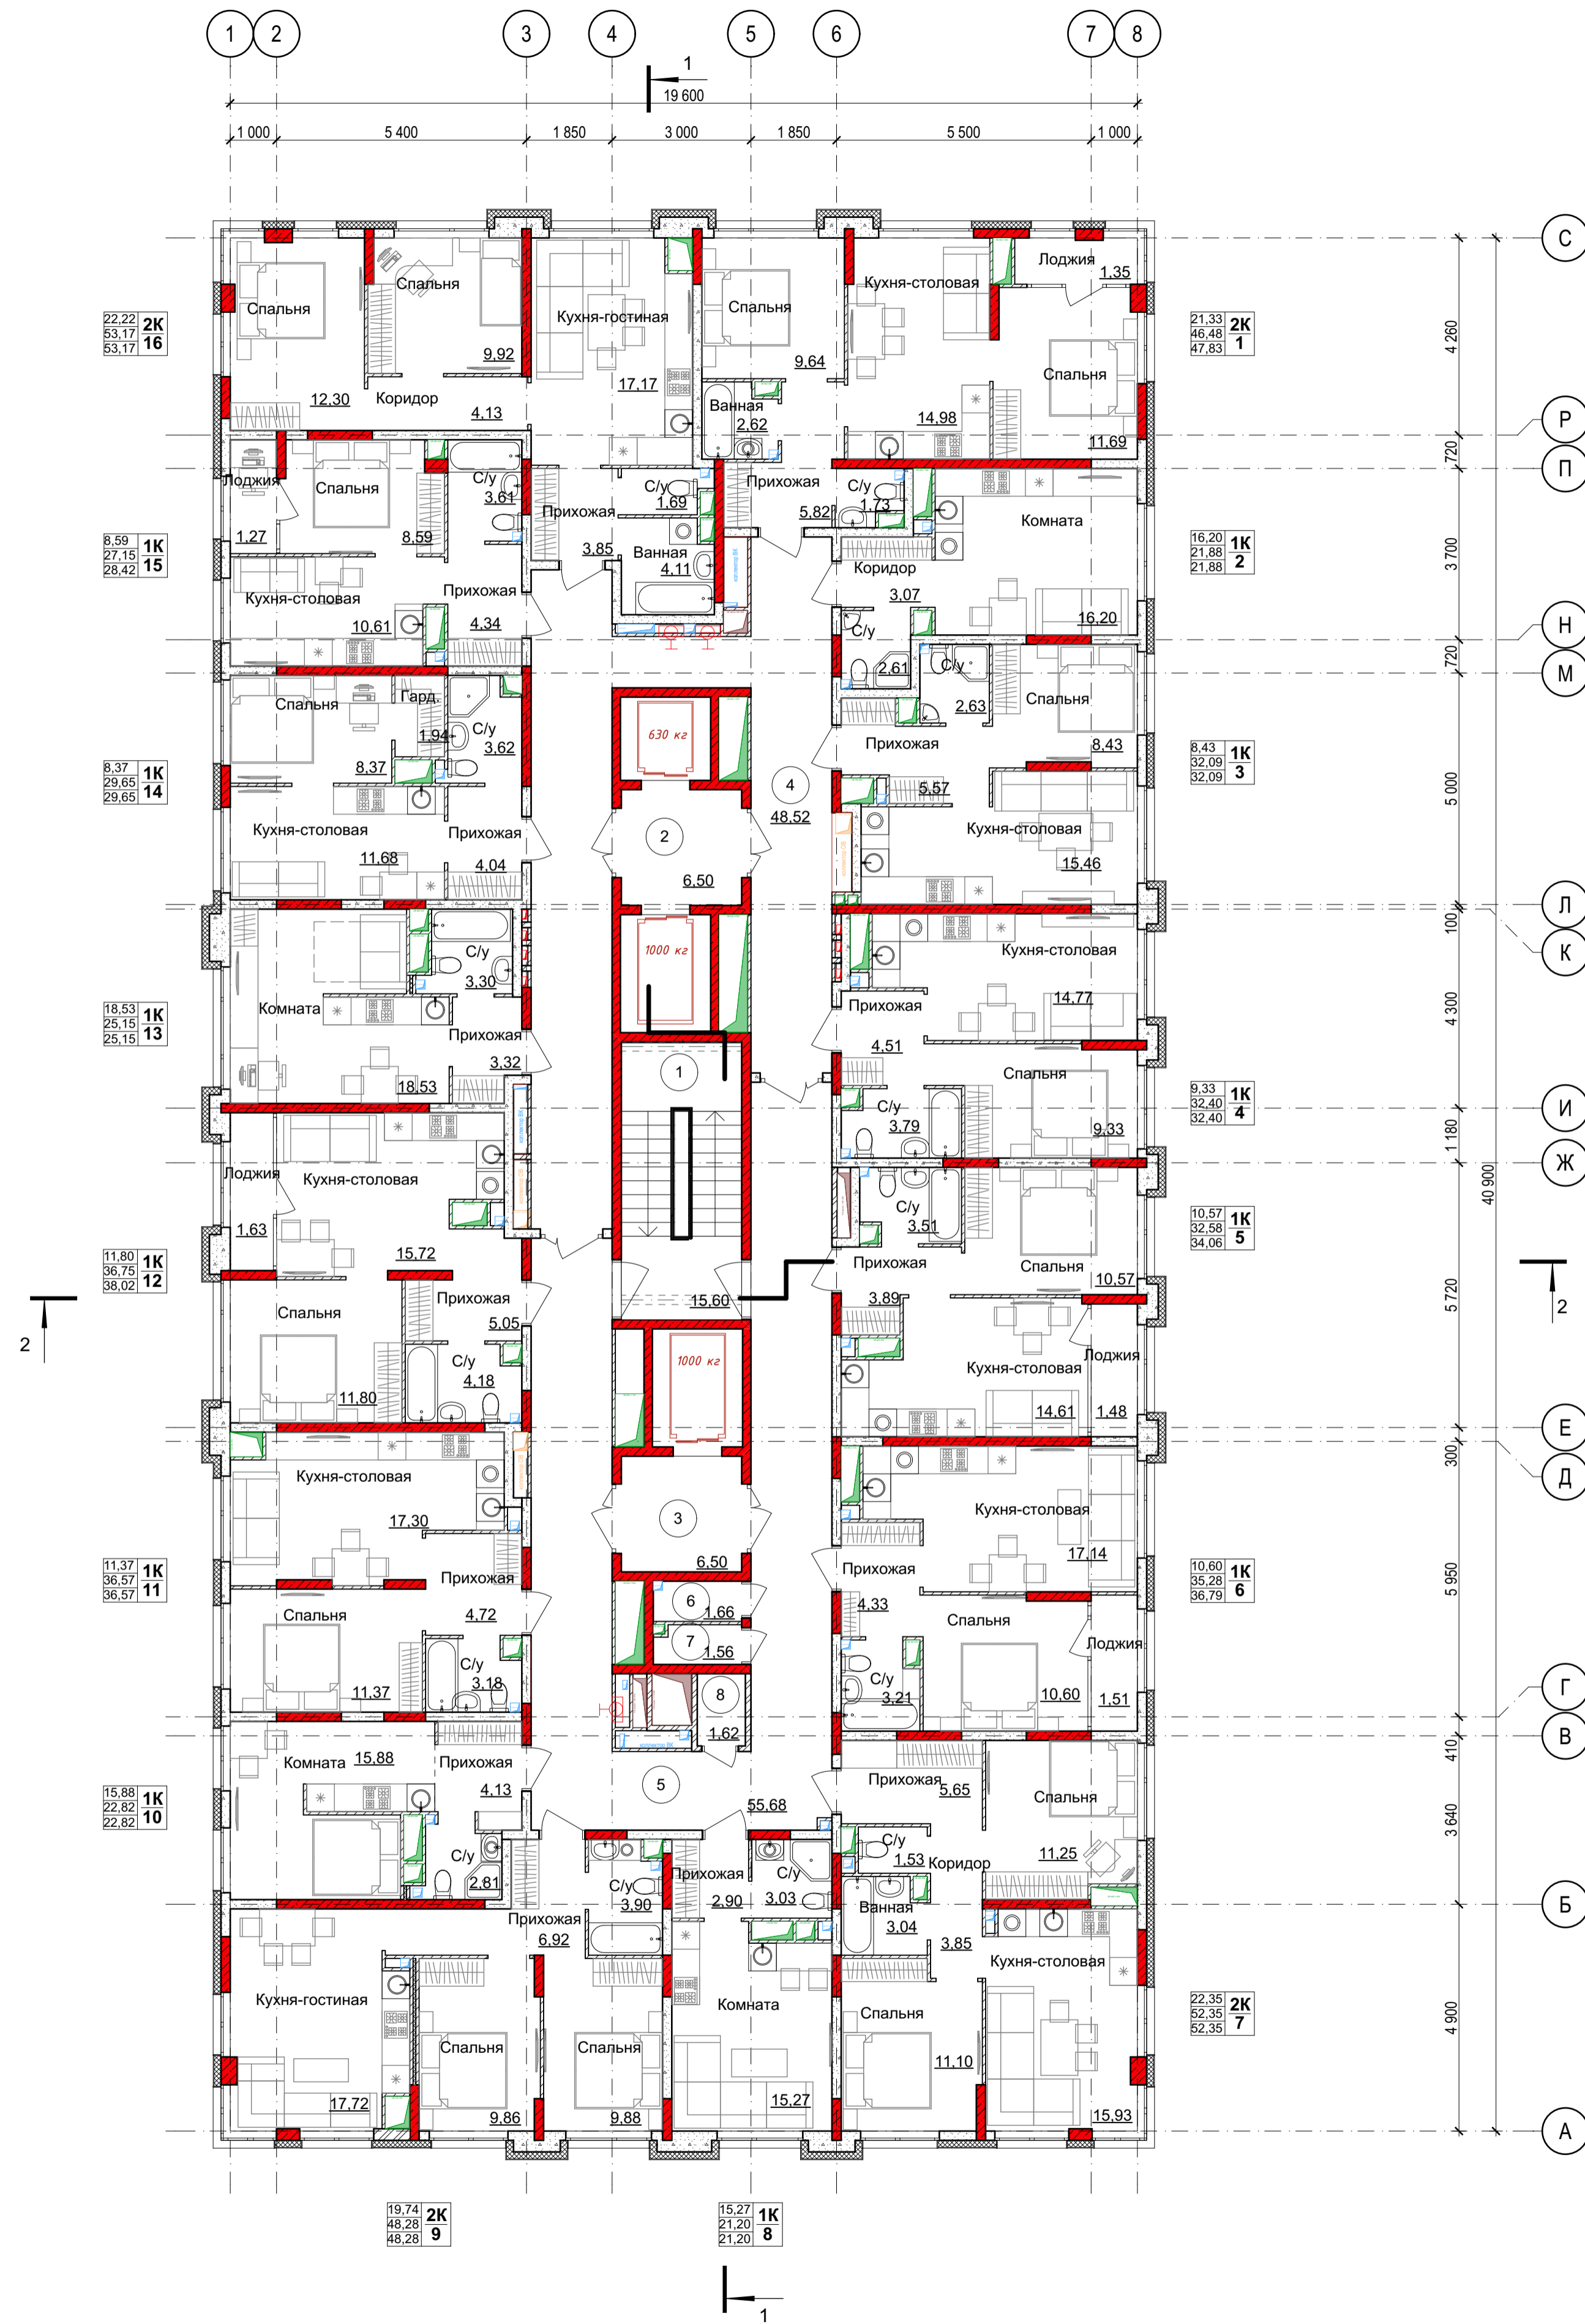 1 2 3 4 5 6 7 8
1
19 600
1 000 5 400 1 850 3 000 1 850 5 500 1 000
С
Р
П
Н
М
Л
К
И
Ж
Е
Д
Г
В
Б
А
4 260
720
3 700
720
5 000
100
4 300
1 180
5 720
300
5 950
410
3 640
4 900
40 900
22,22
53,17
53,17
2К
16
Спальня
12,30
Спальня
9,92
Коридор
4,13
Кухня-гостиная
17,17
С/у
1,69
Прихожая
3,85
Ванная
4,11
21,33
46,48
47,83
2К
1
Спальня
9,64
Кухня-столовая
14,98
Лоджия
1,35
Спальня
11,69
Ванная
2,62
Прихожая
5,82
С/у
1,73
8,59
27,15
28,42
1К
15
Лоджия
1,27
Спальня
8,59
С/у
3,61
Кухня-столовая
10,61
Прихожая
4,34
16,20
21,88
21,88
1К
2
Комната
16,20
Коридор
3,07
С/у
2,61
коллектор ВК
8,37
29,65
29,65
1К
14
Спальня
8,37
Гард.
1,94
С/у
3,62
Кухня-столовая
11,68
Прихожая
4,04
8,43
32,09
32,09
1К
3
С/у
2,63
Спальня
8,43
Прихожая
5,57
Кухня-столовая
15,46
630 кг
2
6,50
4
48,52
1000 кг
1
15,60
18,53
25,15
25,15
1К
13
Комната
18,53
С/у
3,30
Прихожая
3,32
9,33
32,40
32,40
1К
4
Кухня-столовая
14,77
Прихожая
4,51
Спальня
9,33
С/у
3,79
11,80
36,75
38,02
1К
12
Лоджия
1,63
Кухня-столовая
15,72
коллектор ВК
Спальня
11,80
Прихожая
5,05
С/у
4,18
10,57
32,58
34,06
1К
5
С/у
3,51
Прихожая
3,89
Спальня
10,57
Кухня-столовая
14,61
Лоджия
1,48
2
2
1000 кг
3
6,50
11,37
36,57
36,57
1К
11
Кухня-столовая
17,30
Прихожая
4,72
Спальня
11,37
С/у
3,18
10,60
35,28
36,79
1К
6
Кухня-столовая
17,14
Прихожая
4,33
Спальня
10,60
Лоджия
1,51
С/у
3,21
6
1,66
7
1,56
8
1,62
коллектор ВК
5
55,68
15,88
22,82
22,82
1К
10
Комната
15,88
Прихожая
4,13
С/у
2,81
22,35
52,35
52,35
2К
7
Прихожая
5,65
Спальня
11,25
С/у
1,53
Коридор
3,85
Ванная
3,04
Кухня-столовая
15,93
Спальня
11,10
Кухня-гостиная
17,72
Прихожая
6,92
С/у
3,90
Спальня
9,86
Спальня
9,88
Прихожая
2,90
С/у
3,03
Комната
15,27
19,74
48,28
48,28
2К
9
15,27
21,20
21,20
1К
8
1